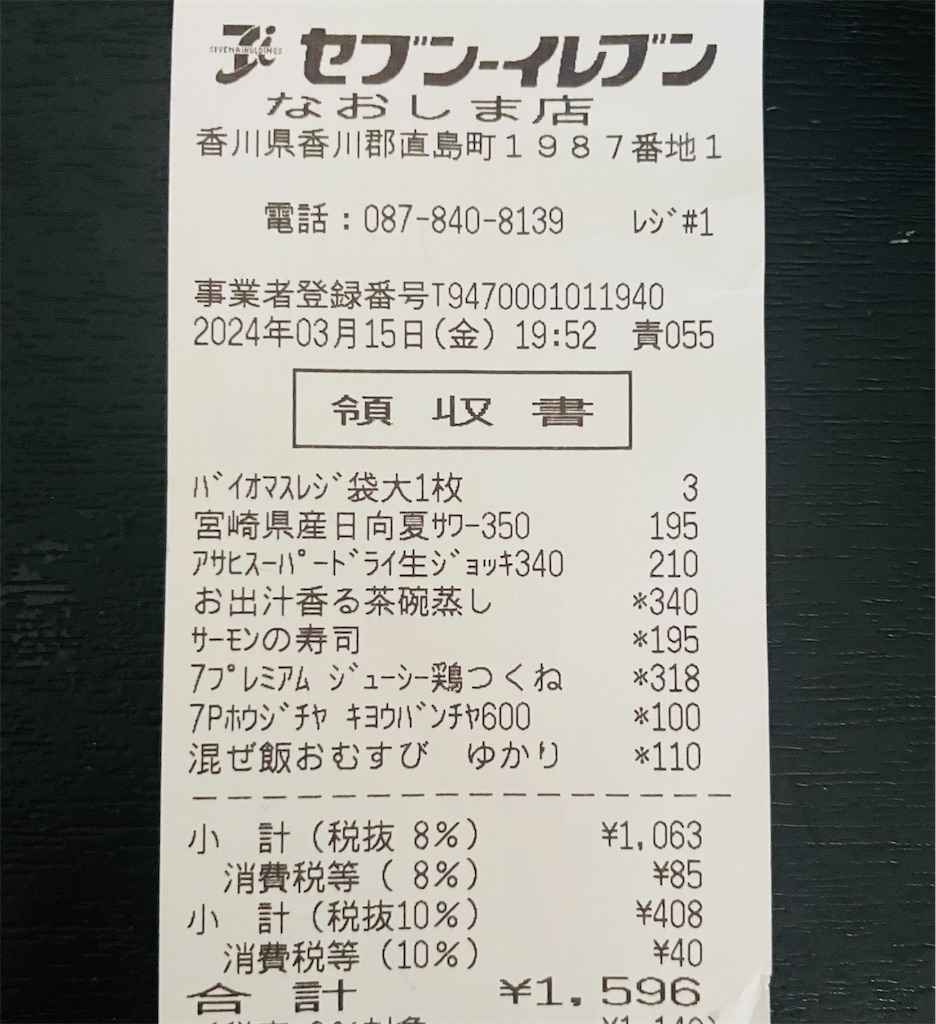 SEVEN&i HOLDINGS
セブン-イレブン
なおしま店
香川県香川郡直島町1987番地1
電話:087-840-8139 レジ#1
事業者登録番号T9470001011940
2024年03月15日(金) 19:52 責055
領収書
バイオマスレジ袋大1枚 3
宮崎県産日向夏サワー350 195
アサヒスーパードライ生ジョッキ340 210
お出汁香る茶碗蒸し *340
サーモンの寿司 *195
7プレミアム ジューシー鶏つくね *318
7Pホウジチャ キヨウバンチヤ600 *100
混ぜ飯おむすび ゆかり *110
小 計(税抜 8%) ¥1,063
消費税等( 8%) ¥85
小 計(税抜10%) ¥408
消費税等(10%) ¥40
合 計 ¥1,596